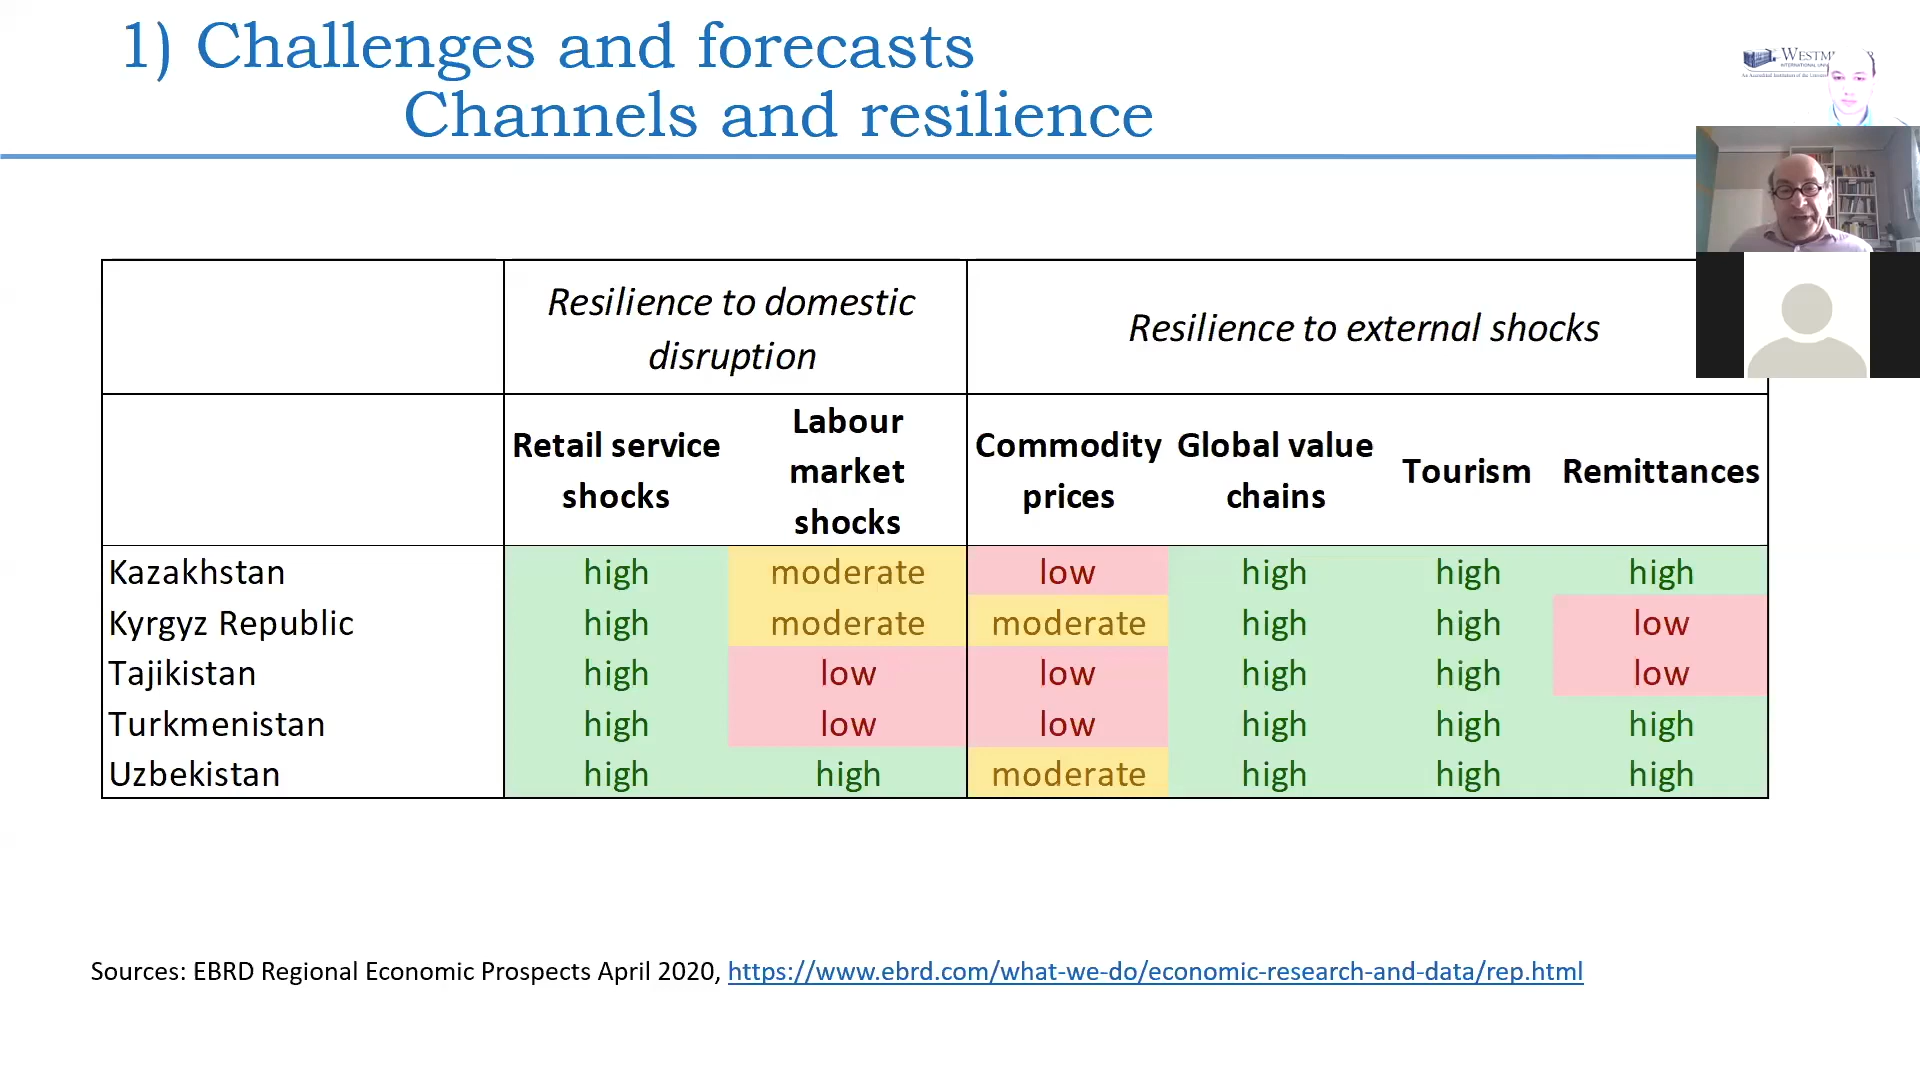 1) Challenges and forecasts
Channels and resilience
Resilience to domestic
disruption
Resilience to external shocks
Retail service
shocks
Labour
market
shocks
Commodity
prices
Global value
chains
Tourism
Remittances
Kazakhstan high moderate low high high high
Kyrgyz Republic high moderate moderate high high low
Tajikistan high low low high high low
Turkmenistan high low low high high high
Uzbekistan high high moderate high high high
Sources: EBRD Regional Economic Prospects April 2020, https://www.ebrd.com/what-we-do/economic-research-and-data/rep.html